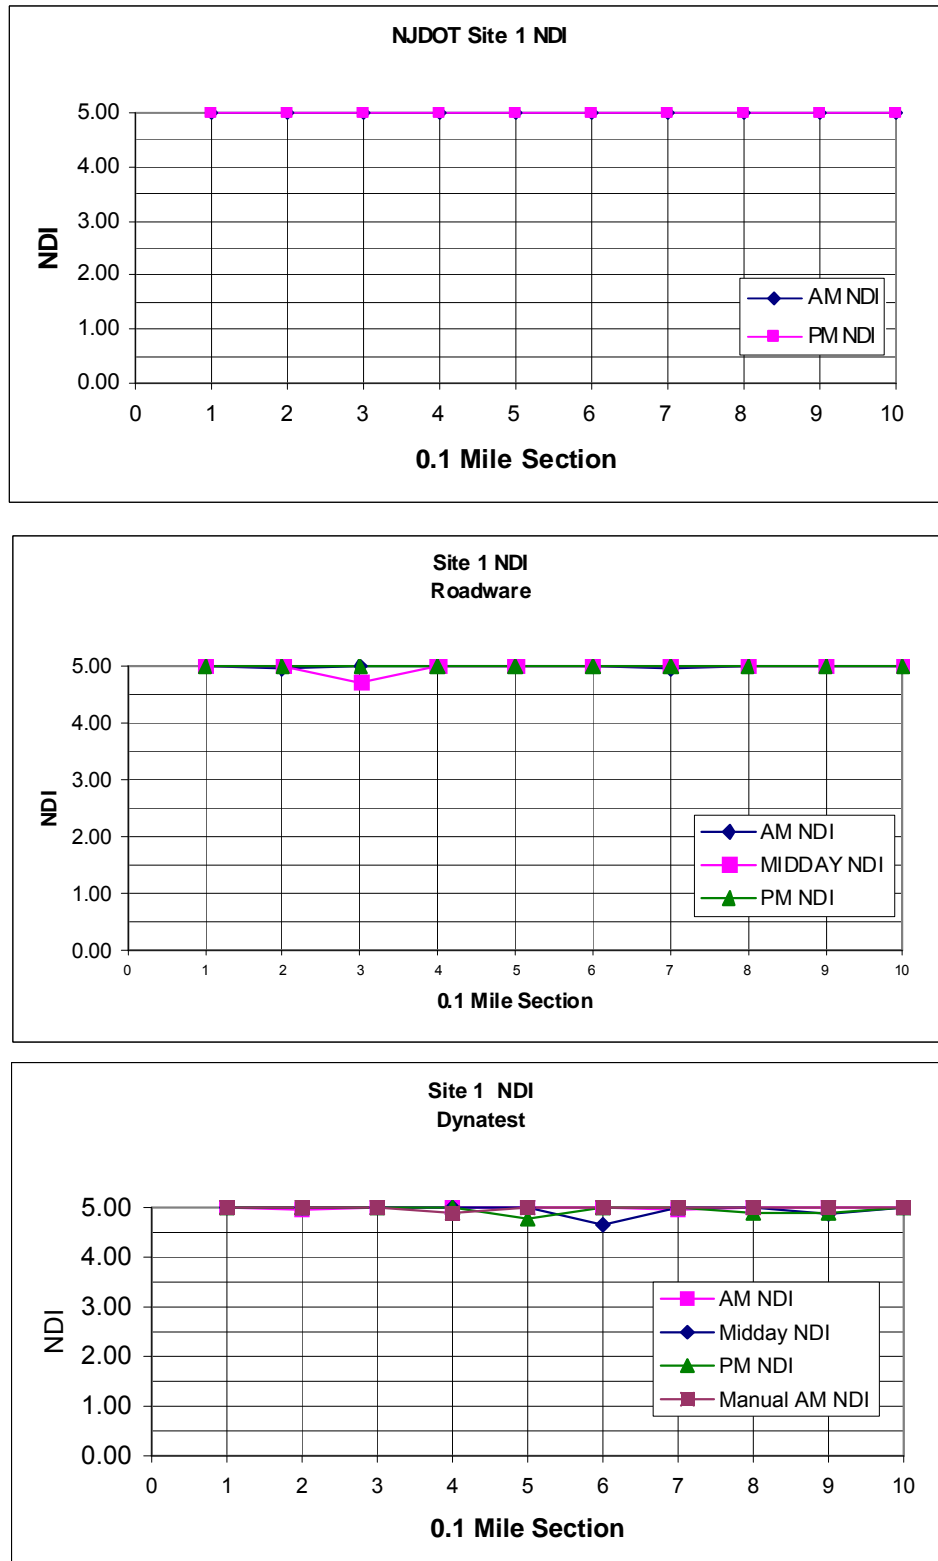 NJDOT Site 1 NDI
5.00
4.00
3.00
2.00
1.00
0.00
NDI
AM NDI
PM NDI
0 1 2 3 4 5 6 7 8 9 10
0.1 Mile Section
Site 1 NDI
Roadware
5.00
4.00
3.00
2.00
1.00
0.00
NDI
AM NDI
MIDDAY NDI
PM NDI
0 1 2 3 4 5 6 7 8 9 10
0.1 Mile Section
Site 1 NDI
Dynatest
5.00
4.00
3.00
2.00
1.00
0.00
NDI
AM NDI
Midday NDI
PM NDI
Manual AM NDI
0 1 2 3 4 5 6 7 8 9 10
0.1 Mile Section